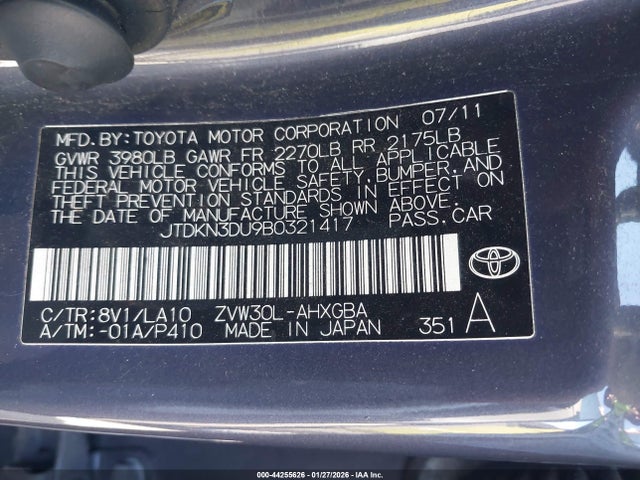 07/11
MFD.BY:TOYOTA MOTOR CORPORATION
GVWR 3980LB GAWR FR 2270LB RR 2175LB
THIS VEHICLE CONFORMS TO ALL APPLICABLE
FEDERAL MOTOR VEHICLE SAFETY,BUMPER,AND
THEFT PREVENTION STANDARDS IN EFFECT ON
THE DATE OF MANUFACTURE SHOWN ABOVE.
JTDKN3DU9B0321417 PASS.CAR
C/TR:8V1/LA10 ZVW30L-AHXGBA
A/TM:-01A/P410 MADE IN JAPAN 351 A
000-44255626 - 01/27/2026 - IAA Inc.